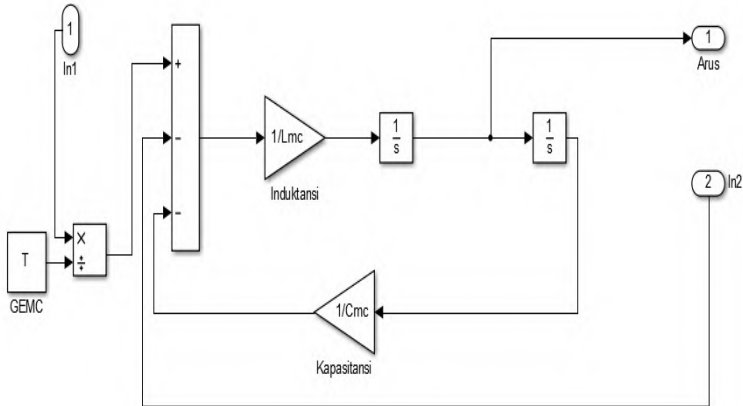 1
In1
T
×
÷
GEMC
+
−
−
1/Lmc
Induktansi
1
s
1
s
1
Arus
2
In2
1/Cmc
Kapasitansi